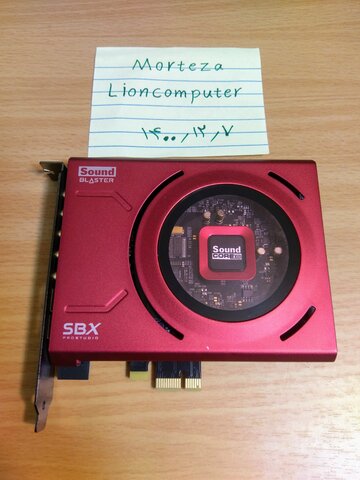 Morteza
Lioncomputer
۱۴۰۰/۱۲/۷
Sound
BLASTER
Sound
CORE3D
SBX
PROSTUDIO